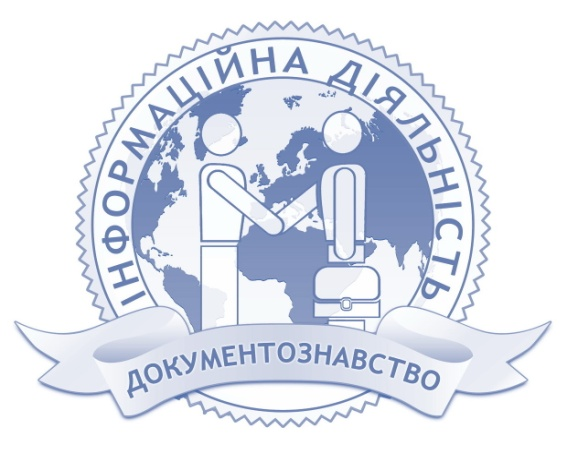 ІНФОРМАЦІЙНА ДІЯЛЬНІСТЬ
ДОКУМЕНТОЗНАВСТВО